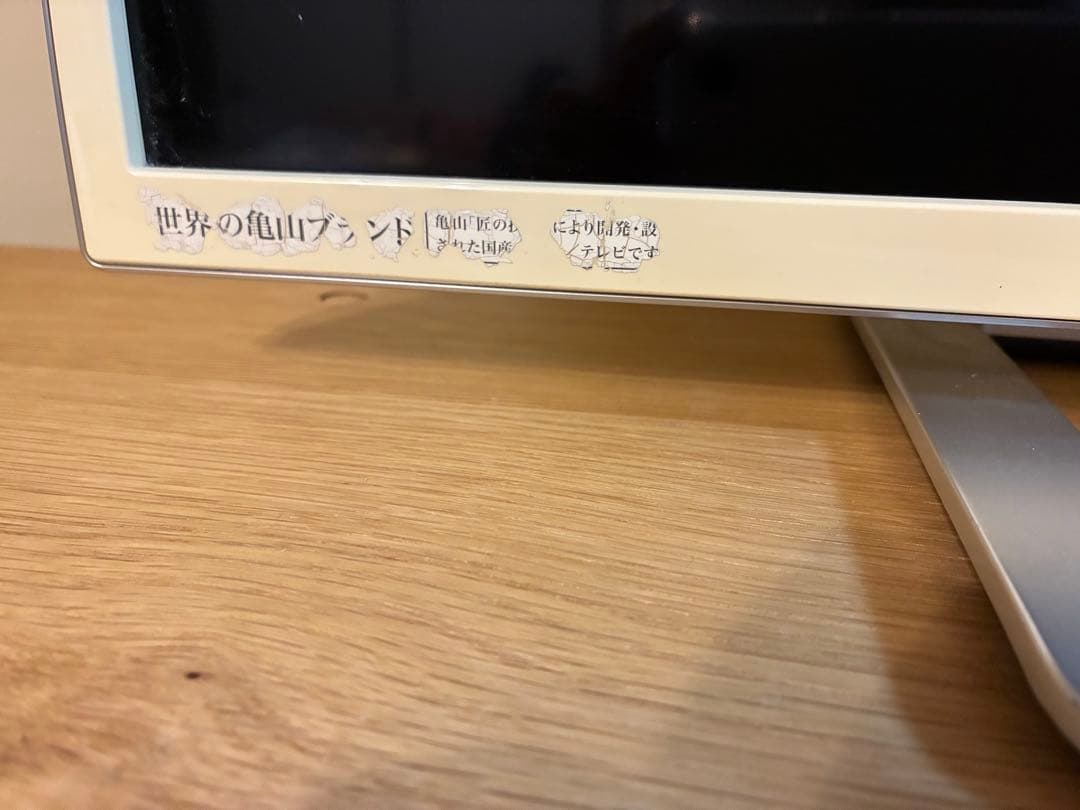 世界の亀山ブランド
亀山「匠の により開発・設
された国産 テレビです